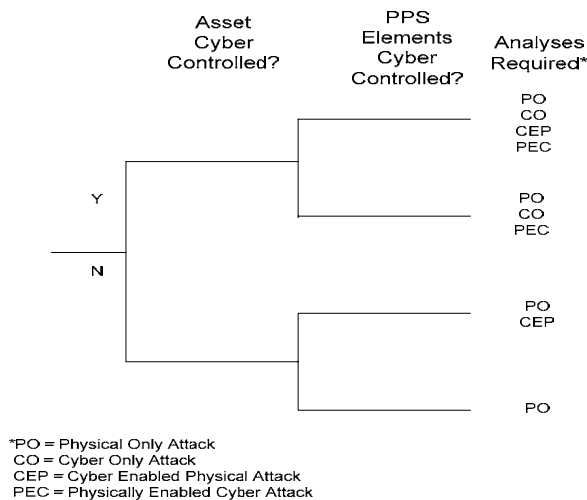 Asset
Cyber
Controlled?
PPS
Elements
Cyber
Controlled?
Analyses
Required*
PO
CO
CEP
PEC
Y
PO
CO
PEC
N
PO
CEP
PO
*PO = Physical Only Attack
CO = Cyber Only Attack
CEP = Cyber Enabled Physical Attack
PEC = Physically Enabled Cyber Attack